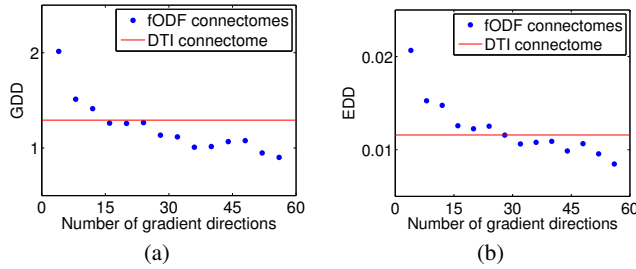 fODF connectomes
DTI connectome
2
1
GDD
0 15 30 45 60
Number of gradient directions
(a)
fODF connectomes
DTI connectome
0.02
0.01
EDD
0 15 30 45 60
Number of gradient directions
(b)